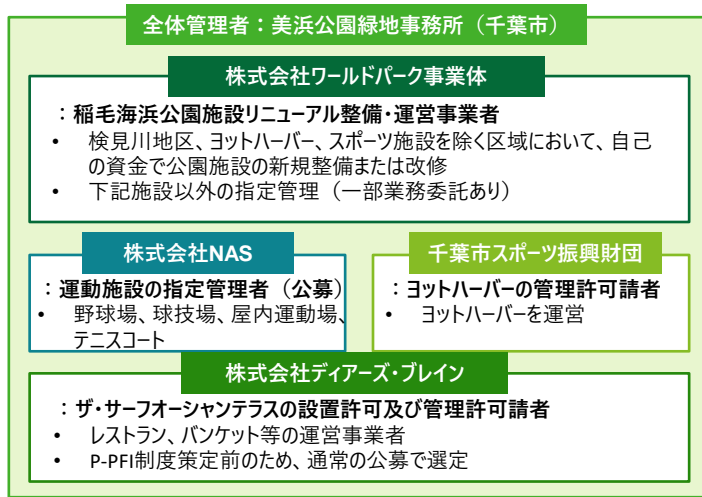 全体管理者：美浜公園緑地事務所（千葉市）
株式会社ワールドパーク事業体
：稲毛海浜公園施設リニューアル整備・運営事業者
• 検見川地区、ヨットハーバー、スポーツ施設を除く区域において、自己
の資金で公園施設の新規整備または改修
• 下記施設以外の指定管理（一部業務委託あり）
株式会社NAS
：運動施設の指定管理者（公募）
• 野球場、球技場、屋内運動場、
テニスコート
千葉市スポーツ振興財団
：ヨットハーバーの管理許可請者
• ヨットハーバーを運営
株式会社ディアーズ・ブレイン
：ザ・サーフオーシャンテラスの設置許可及び管理許可請者
• レストラン、バンケット等の運営事業者
• P-PFI制度策定前のため、通常の公募で選定